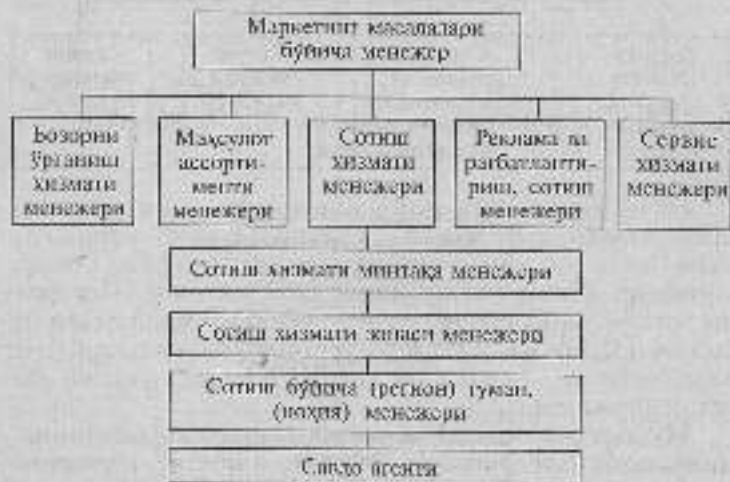 Маркетинг масалалари
бўйича менежер
Бозорни
ўрганиш
хизмати
менежери
Маҳсулот
ассорти-
менти
менежери
Сотиш
хизмати
менежери
Реклама ва
рағбатланти-
риш, сотиш
менежери
Сервис
хизмати
менежери
Сотиш хизмати минтақа менежери
Сотиш хизмати зонаси менежери
Сотиш бўйича (регион) туман,
(ноҳия) менежери
Савдо агенти